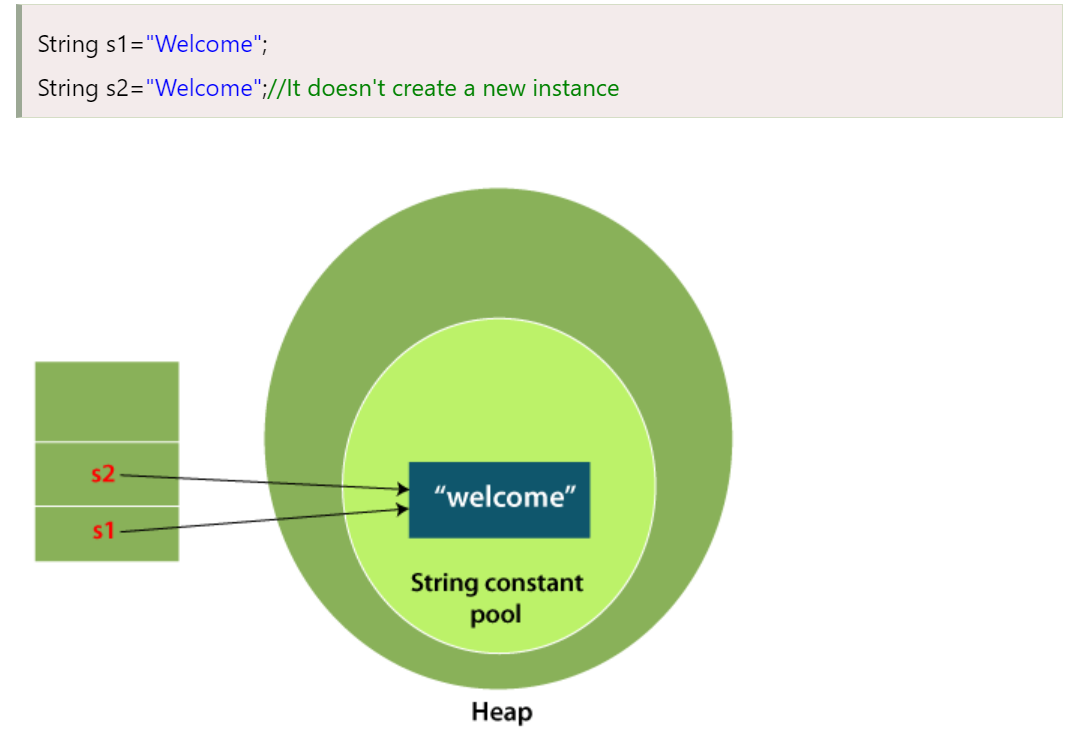 String s1="Welcome";
String s2="Welcome";//It doesn't create a new instance
s2
s1
“welcome”
String constant
pool
Heap